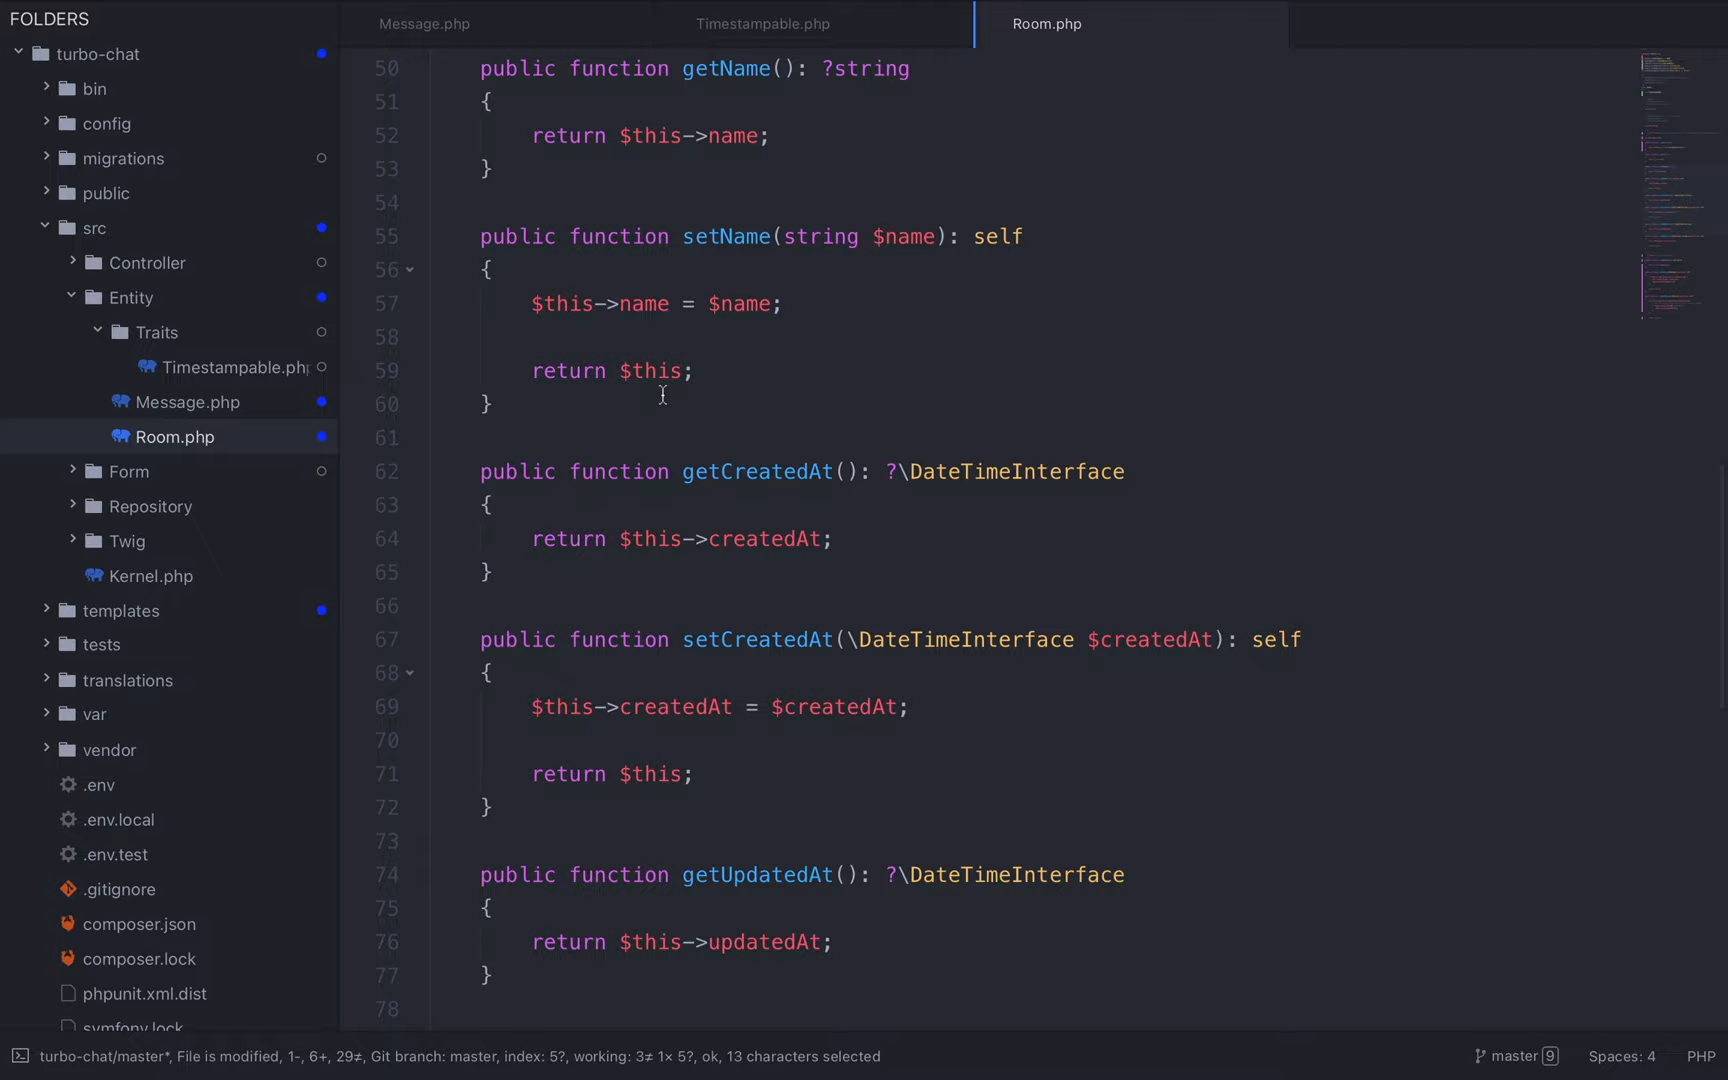 FOLDERS
turbo-chat
bin
config
migrations
public
src
Controller
Entity
Traits
Timestampable.php
Message.php
Room.php
Form
Repository
Twig
Kernel.php
templates
tests
translations
var
vendor
.env
.env.local
.env.test
.gitignore
composer.json
composer.lock
phpunit.xml.dist
symfony.lock
Message.php
Timestampable.php
Room.php
50 public function getName(): ?string
51 {
52 return $this->name;
53 }
54
55 public function setName(string $name): self
56 {
57 $this->name = $name;
58
59 return $this;
60 }
61
62 public function getCreatedAt(): ?\DateTimeInterface
63 {
64 return $this->createdAt;
65 }
66
67 public function setCreatedAt(\DateTimeInterface $createdAt): self
68 {
69 $this->createdAt = $createdAt;
70
71 return $this;
72 }
73
74 public function getUpdatedAt(): ?\DateTimeInterface
75 {
76 return $this->updatedAt;
77 }
78
turbo-chat/master*, File is modified, 1-, 6+, 29≠, Git branch: master, index: 5?, working: 3≠ 1× 5?, ok, 13 characters selected
master 9
Spaces: 4
PHP